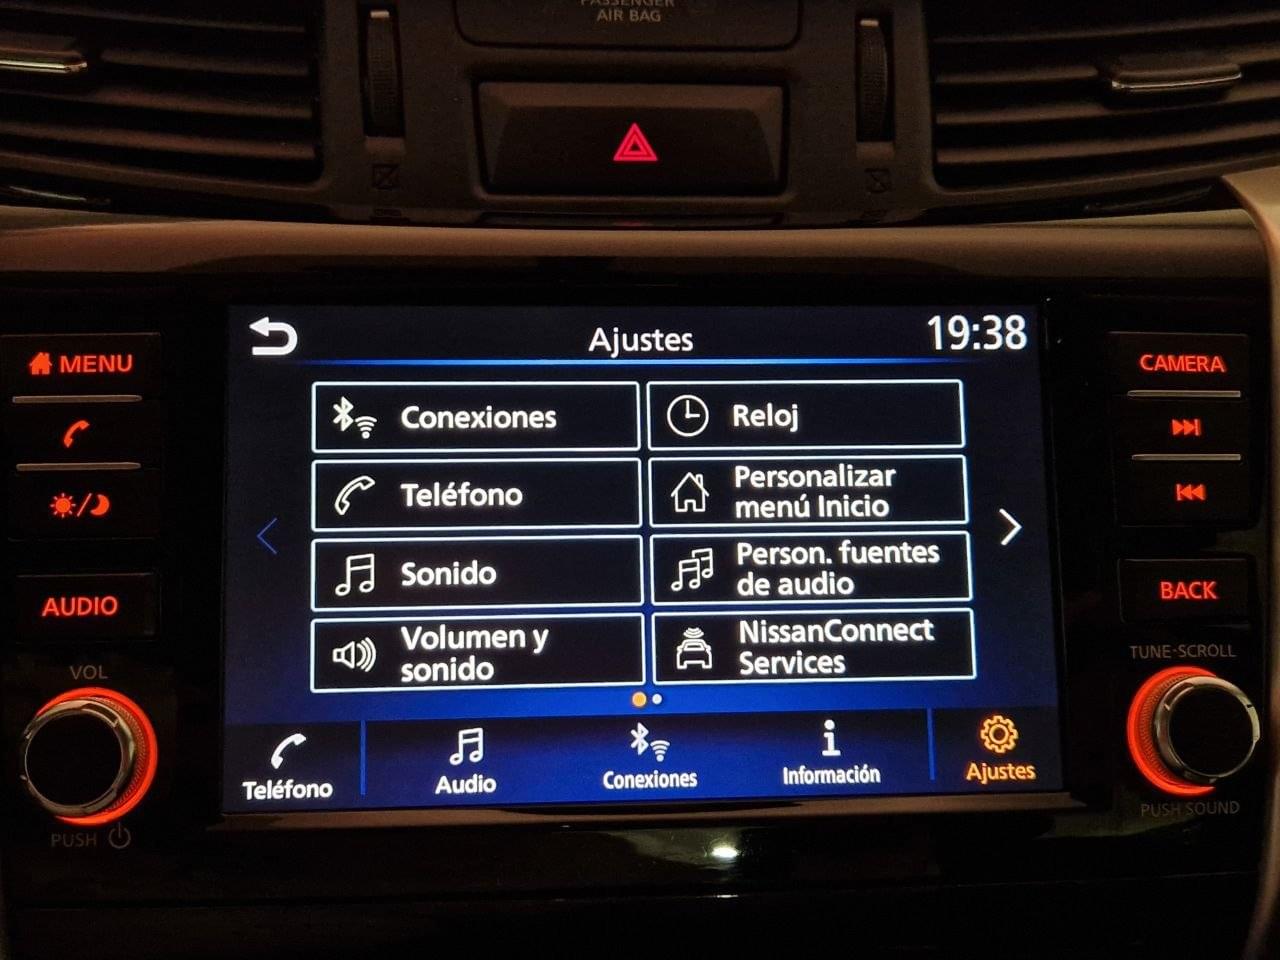 PASSENGER
AIR BAG
MENU
AUDIO
VOL
PUSH
Ajustes
19:38
Conexiones
Reloj
Teléfono
Personalizar
menú Inicio
Sonido
Person. fuentes
de audio
Volumen y
sonido
NissanConnect
Services
Teléfono
Audio
Conexiones
Información
Ajustes
CAMERA
BACK
TUNE·SCROLL
PUSH SOUND